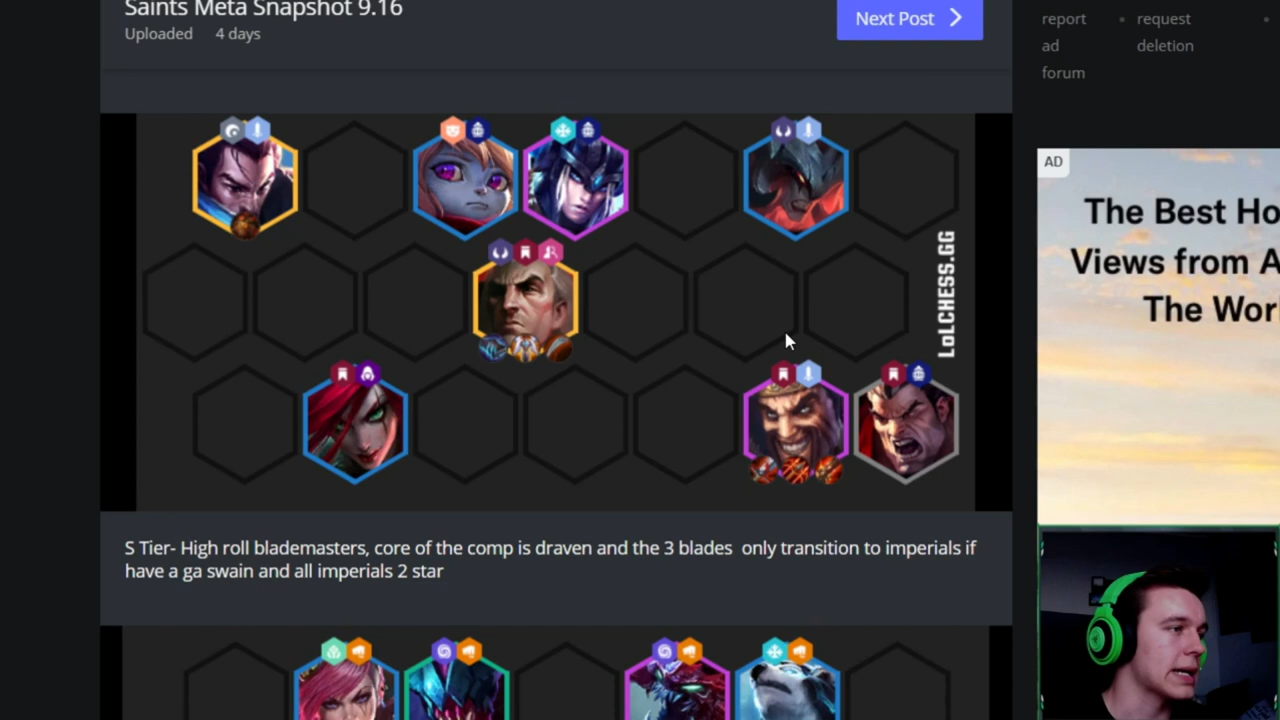 Saints Meta Snapshot 9.16
Uploaded 4 days
Next Post
report
request
ad
deletion
forum
AD
The Best Ho
Views from A
The Wor
LoLCHESS.GG
S Tier- High roll blademasters, core of the comp is draven and the 3 blades only transition to imperials if
have a ga swain and all imperials 2 star